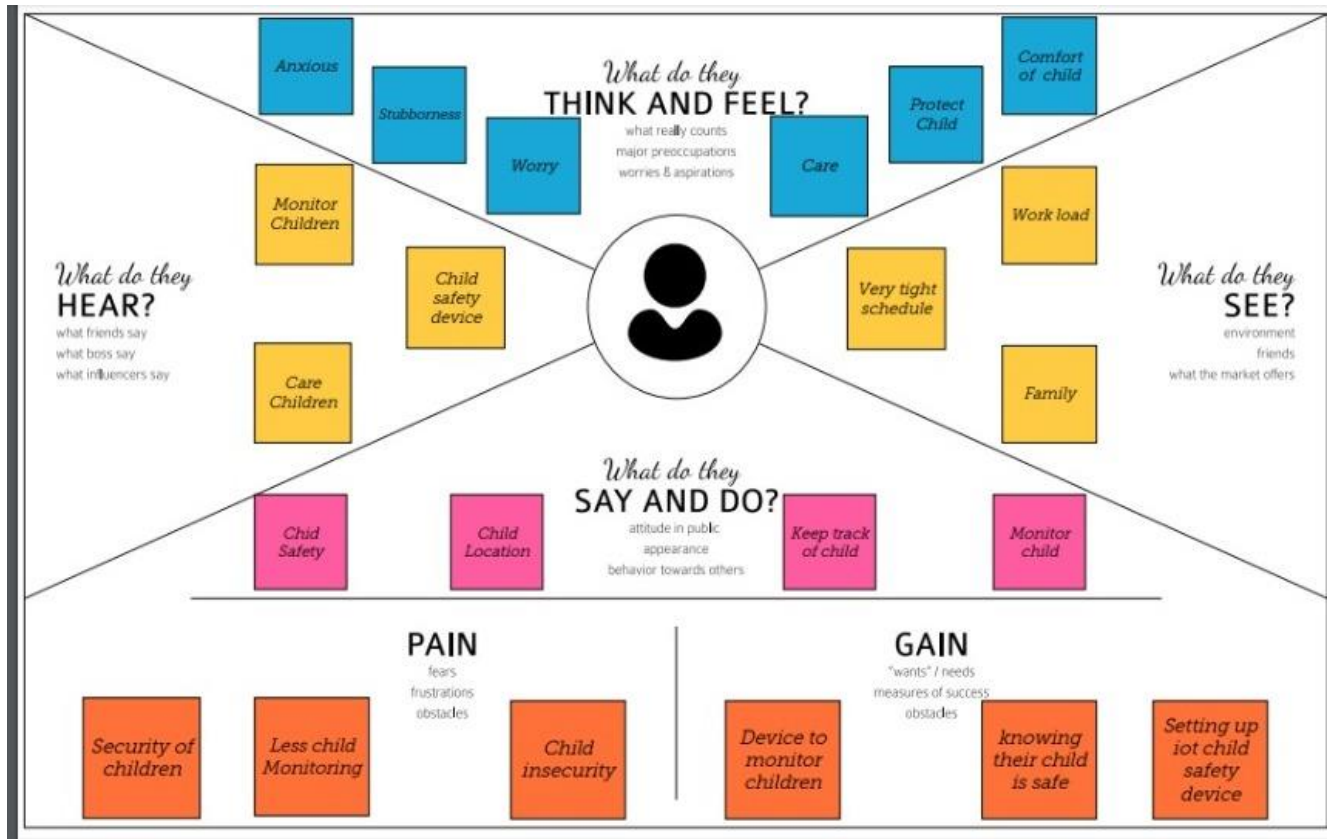 Anxious
Stubborness
Worry
What do they
THINK AND FEEL?
what really counts
major preoccupations
worries & aspirations
Care
Protect
Child
Comfort
of child
Monitor
Children
Child
safety
device
Care
Children
What do they
HEAR?
what friends say
what boss say
what influencers say
Work load
Very tight
schedule
Family
What do they
SEE?
environment
friends
what the market offers
What do they
SAY AND DO?
attitude in public
appearance
behavior towards others
Chid
Safety
Child
Location
Keep track
of child
Monitor
child
PAIN
fears
frustrations
obstacles
Security of
children
Less child
Monitoring
Child
insecurity
GAIN
"wants" / needs
measures of success
obstacles
Device to
monitor
children
knowing
their child
is safe
Setting up
iot child
safety
device